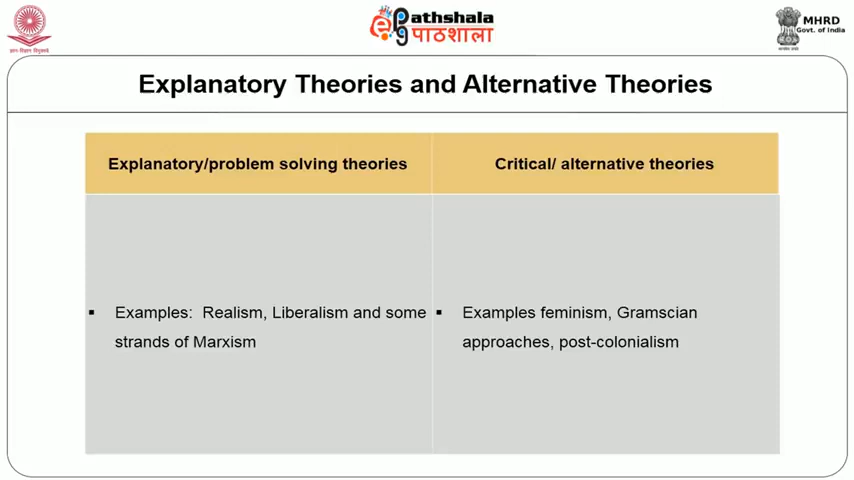 Pathshala
पाठशाला
MHRD
Govt. of India
Explanatory Theories and Alternative Theories
Explanatory/problem solving theories
Critical/ alternative theories
▪ Examples: Realism, Liberalism and some
strands of Marxism
▪ Examples feminism, Gramscian
approaches, post-colonialism